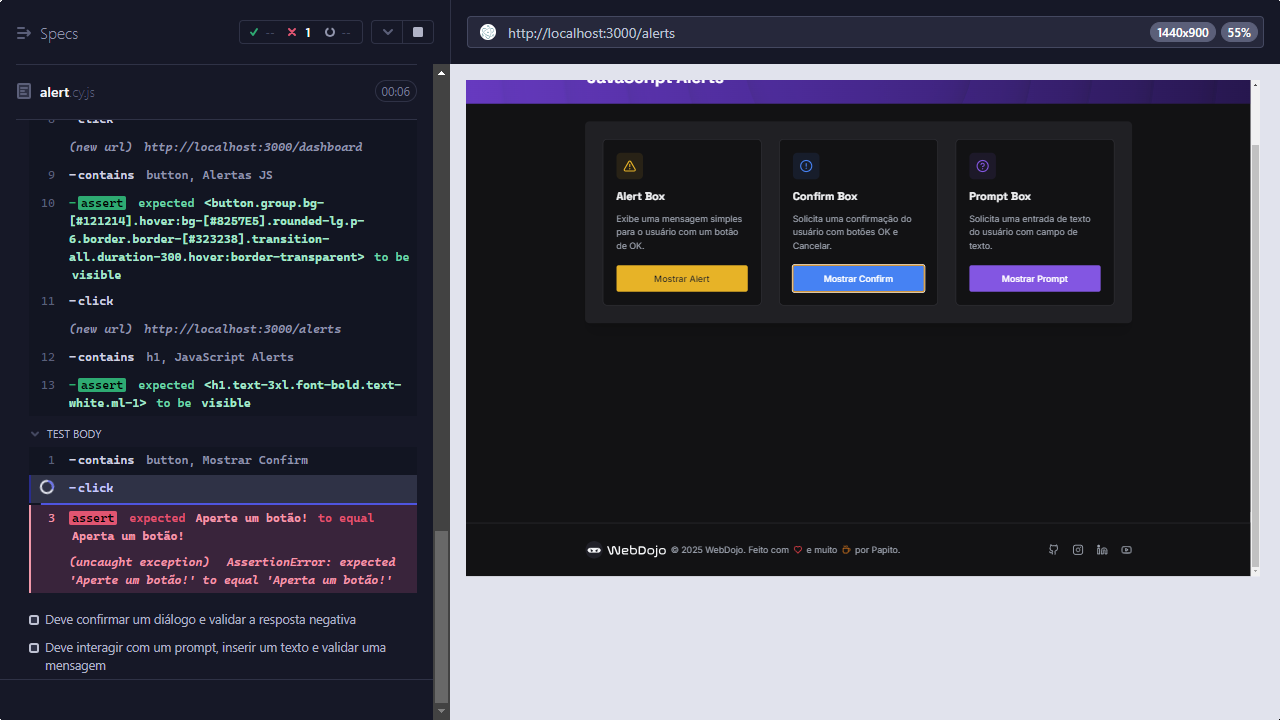 Specs
-- 1 --
alert.cy.js
00:06
8 -click
(new url) http://localhost:3000/dashboard
9 -contains button, Alertas JS
10 -assert expected <button.group.bg-
[#121214].hover:bg-[#8257E5].rounded-lg.p-
6.border.border-[#323238].transition-
all.duration-300.hover:border-transparent> to be
visible
11 -click
(new url) http://localhost:3000/alerts
12 -contains h1, JavaScript Alerts
13 -assert expected <h1.text-3xl.font-bold.text-
white.ml-1> to be visible
TEST BODY
1 -contains button, Mostrar Confirm
-click
3 assert expected Aperte um botão! to equal
Aperta um botão!
(uncaught exception) AssertionError: expected
'Aperte um botão!' to equal 'Aperta um botão!'
Deve confirmar um diálogo e validar a resposta negativa
Deve interagir com um prompt, inserir um texto e validar uma
mensagem
http://localhost:3000/alerts
1440x900 55%
JavaScript Alerts
Alert Box
Exibe uma mensagem simples
para o usuário com um botão
de OK.
Mostrar Alert
Confirm Box
Solicita uma confirmação do
usuário com botões OK e
Cancelar.
Mostrar Confirm
Prompt Box
Solicita uma entrada de texto
do usuário com campo de
texto.
Mostrar Prompt
WebDojo © 2025 WebDojo. Feito com e muito por Papito.